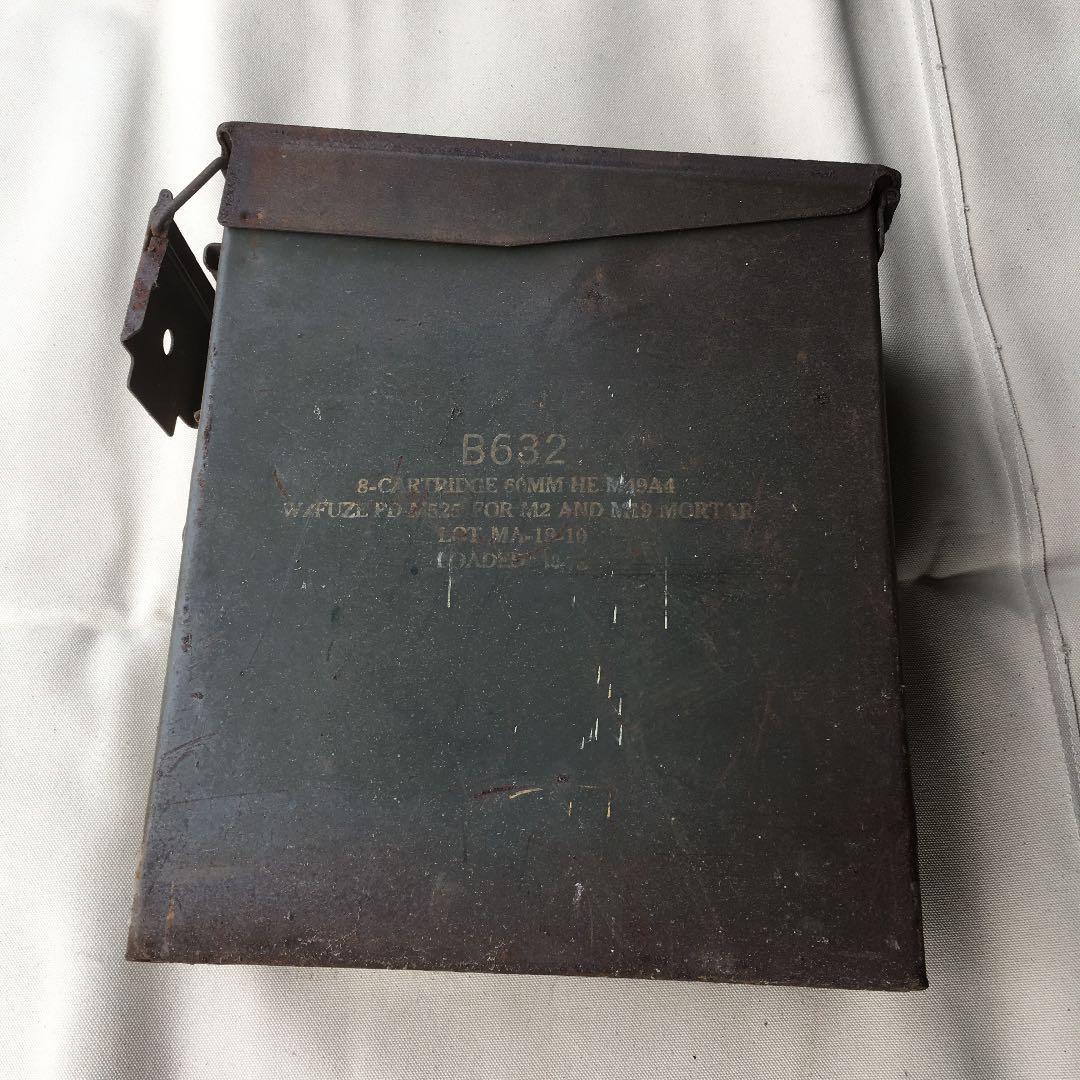 B632
8-CARTRIDGE 60MM HE M49A4
W/FUZE PD M525 FOR M2 AND M19 MORTAR
LOT MA-18-10
LOADED